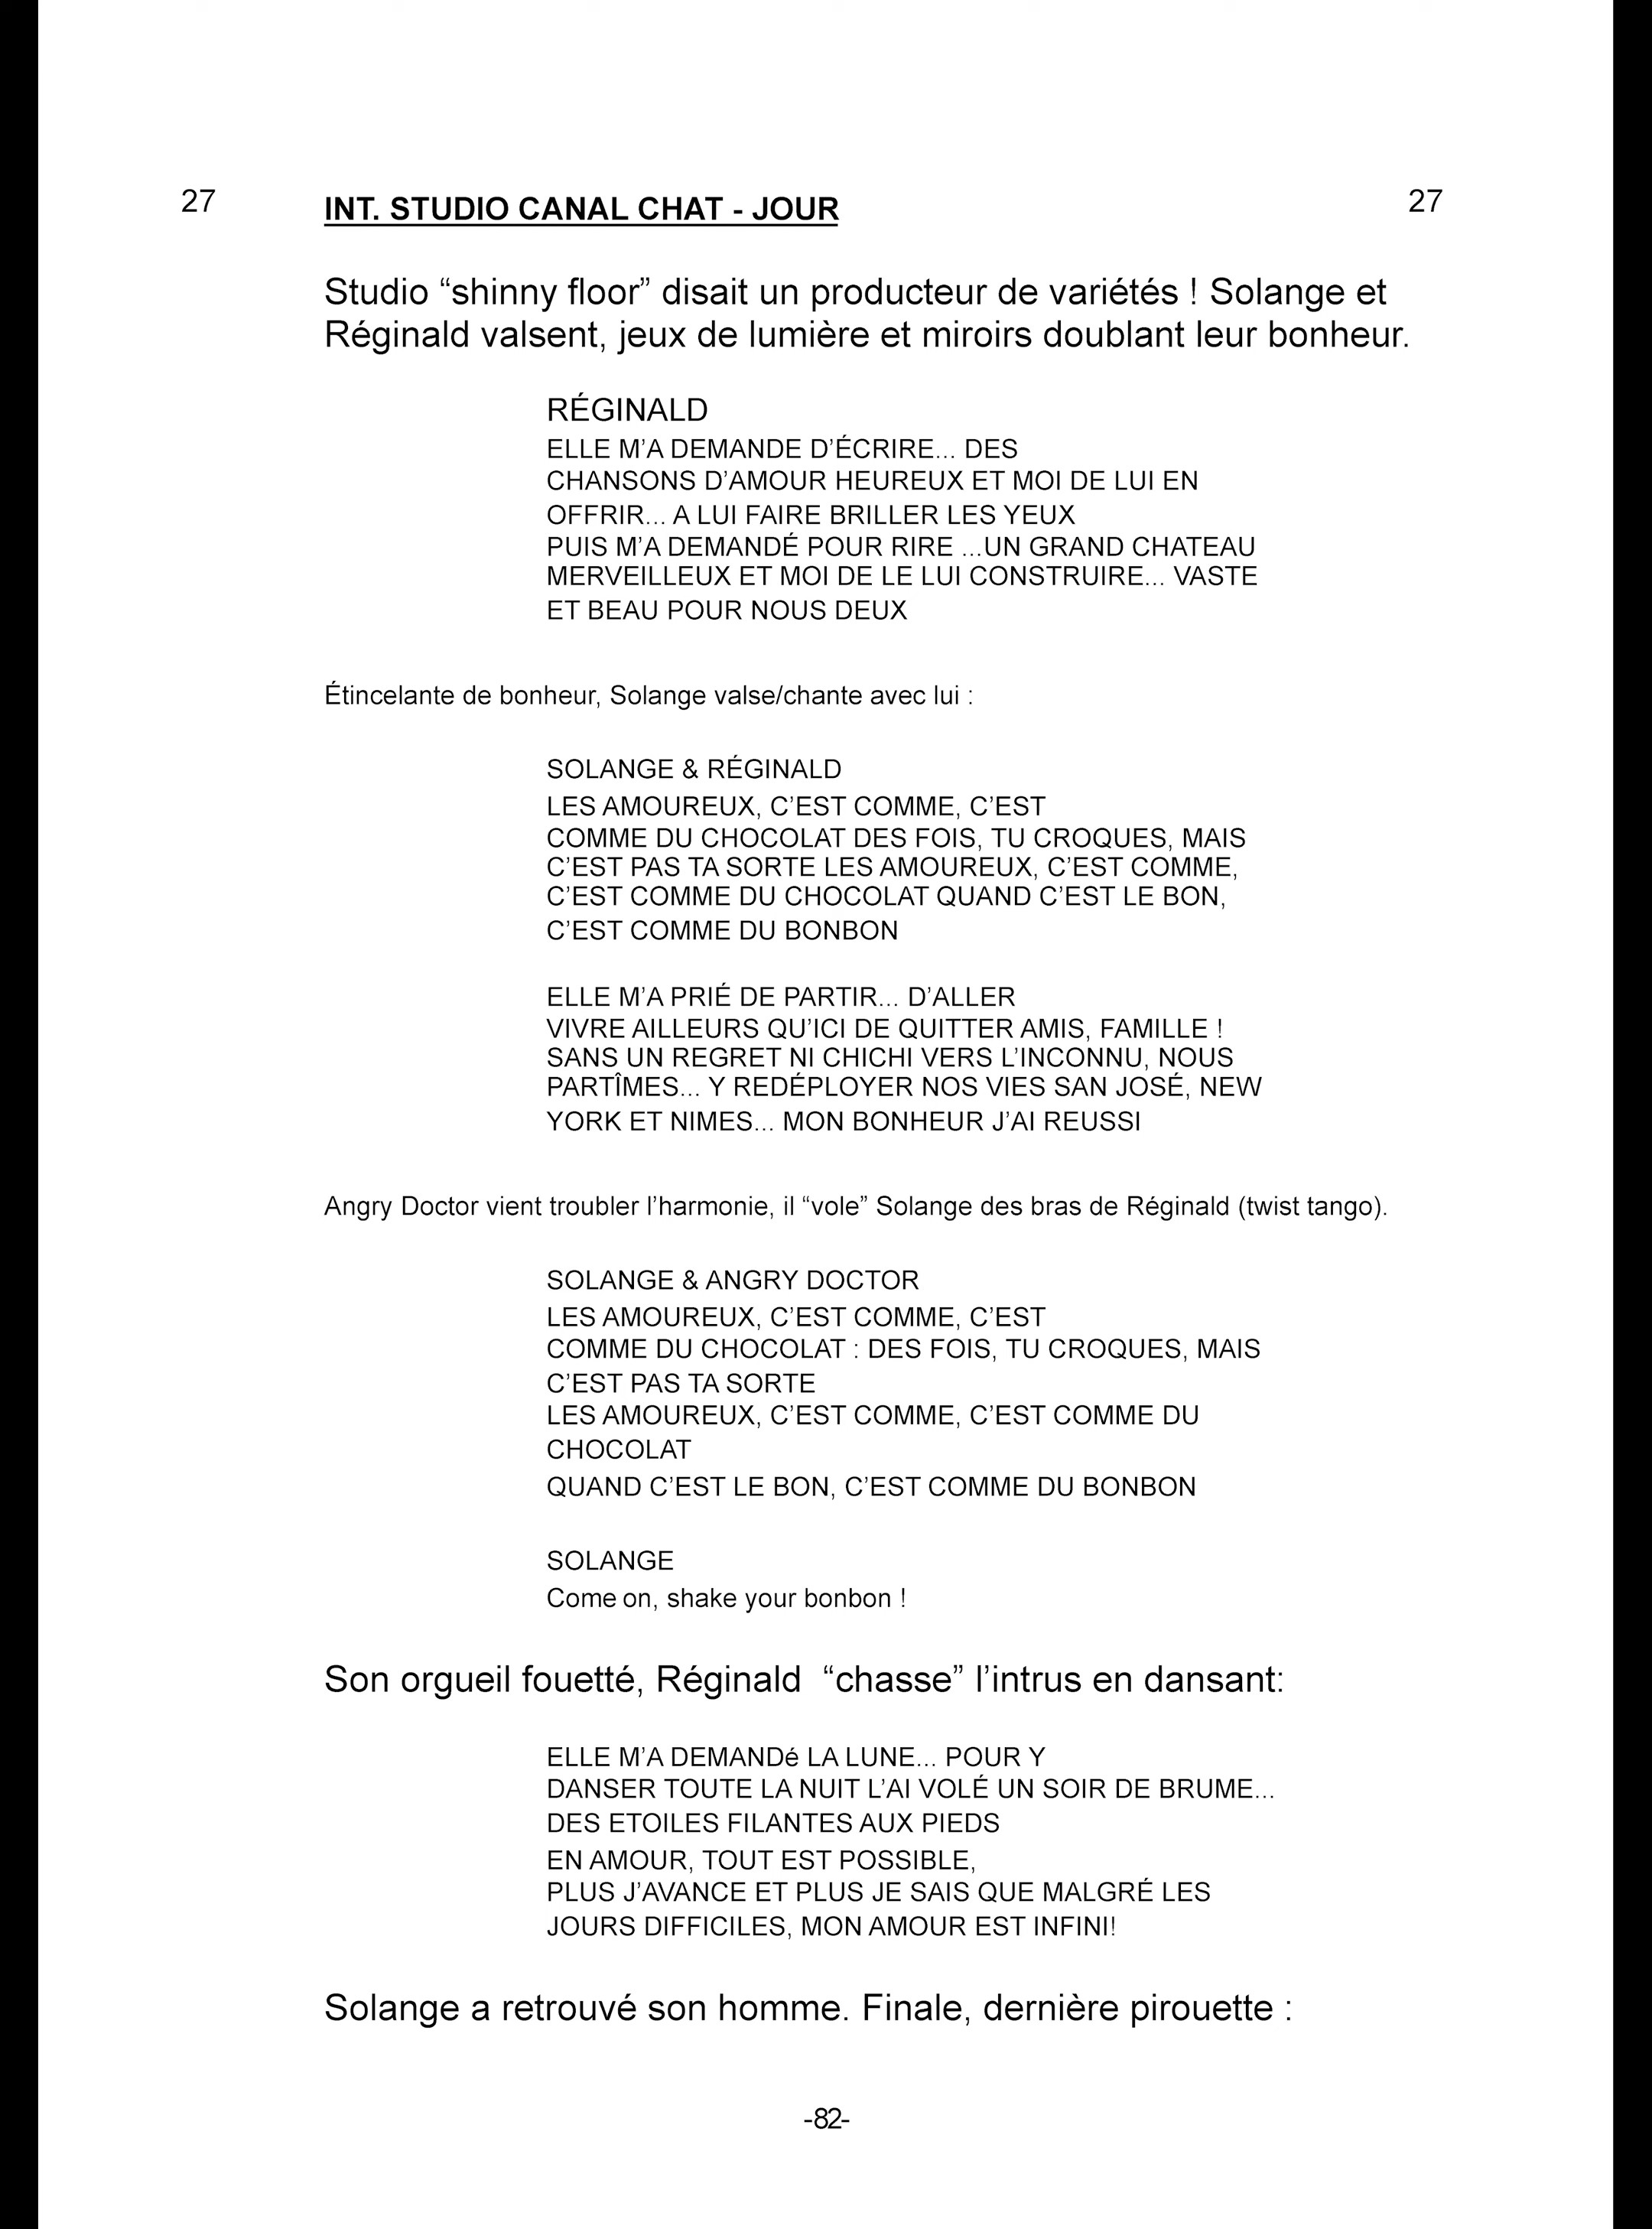 27 INT. STUDIO CANAL CHAT - JOUR 27
Studio “shinny floor” disait un producteur de variétés ! Solange et
Réginald valsent, jeux de lumière et miroirs doublant leur bonheur.
RÉGINALD
ELLE M’A DEMANDE D’ÉCRIRE... DES
CHANSONS D’AMOUR HEUREUX ET MOI DE LUI EN
OFFRIR... A LUI FAIRE BRILLER LES YEUX
PUIS M’A DEMANDÉ POUR RIRE ...UN GRAND CHATEAU
MERVEILLEUX ET MOI DE LE LUI CONSTRUIRE... VASTE
ET BEAU POUR NOUS DEUX
Étincelante de bonheur, Solange valse/chante avec lui :
SOLANGE & RÉGINALD
LES AMOUREUX, C’EST COMME, C’EST
COMME DU CHOCOLAT DES FOIS, TU CROQUES, MAIS
C’EST PAS TA SORTE LES AMOUREUX, C’EST COMME,
C’EST COMME DU CHOCOLAT QUAND C’EST LE BON,
C’EST COMME DU BONBON
ELLE M’A PRIÉ DE PARTIR... D’ALLER
VIVRE AILLEURS QU’ICI DE QUITTER AMIS, FAMILLE !
SANS UN REGRET NI CHICHI VERS L’INCONNU, NOUS
PARTÎMES... Y REDÉPLOYER NOS VIES SAN JOSÉ, NEW
YORK ET NIMES... MON BONHEUR J’AI REUSSI
Angry Doctor vient troubler l’harmonie, il “vole” Solange des bras de Réginald (twist tango).
SOLANGE & ANGRY DOCTOR
LES AMOUREUX, C’EST COMME, C’EST
COMME DU CHOCOLAT : DES FOIS, TU CROQUES, MAIS
C’EST PAS TA SORTE
LES AMOUREUX, C’EST COMME, C’EST COMME DU
CHOCOLAT
QUAND C’EST LE BON, C’EST COMME DU BONBON
SOLANGE
Come on, shake your bonbon !
Son orgueil fouetté, Réginald “chasse” l’intrus en dansant:
ELLE M’A DEMANDé LA LUNE... POUR Y
DANSER TOUTE LA NUIT L’AI VOLÉ UN SOIR DE BRUME...
DES ETOILES FILANTES AUX PIEDS
EN AMOUR, TOUT EST POSSIBLE,
PLUS J’AVANCE ET PLUS JE SAIS QUE MALGRÉ LES
JOURS DIFFICILES, MON AMOUR EST INFINI!
Solange a retrouvé son homme. Finale, dernière pirouette :
-82-